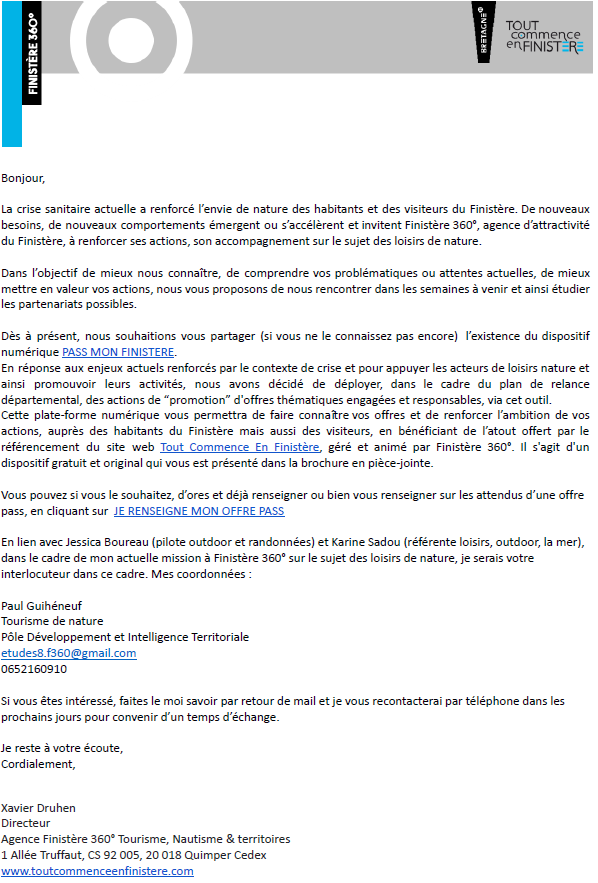 FINISTÈRE 360°
BRETAGNE
TOUT
commence
en FINISTÈRE
Bonjour,
La crise sanitaire actuelle a renforcé l’envie de nature des habitants et des visiteurs du Finistère. De nouveaux
besoins, de nouveaux comportements émergent ou s’accélèrent et invitent Finistère 360°, agence d’attractivité
du Finistère, à renforcer ses actions, son accompagnement sur le sujet des loisirs de nature.
Dans l’objectif de mieux nous connaître, de comprendre vos problématiques ou attentes actuelles, de mieux
mettre en valeur vos actions, nous vous proposons de nous rencontrer dans les semaines à venir et ainsi étudier
les partenariats possibles.
Dès à présent, nous souhaitions vous partager (si vous ne le connaissez pas encore) l’existence du dispositif
numérique PASS MON FINISTERE.
En réponse aux enjeux actuels renforcés par le contexte de crise et pour appuyer les acteurs de loisirs nature et
ainsi promouvoir leurs activités, nous avons décidé de déployer, dans le cadre du plan de relance
départemental, des actions de “promotion” d'offres thématiques engagées et responsables, via cet outil.
Cette plate-forme numérique vous permettra de faire connaître vos offres et de renforcer l’ambition de vos
actions, auprès des habitants du Finistère mais aussi des visiteurs, en bénéficiant de l’atout offert par le
référencement du site web Tout Commence En Finistère, géré et animé par Finistère 360°. Il s'agit d'un
dispositif gratuit et original qui vous est présenté dans la brochure en pièce-jointe.
Vous pouvez si vous le souhaitez, d’ores et déjà renseigner ou bien vous renseigner sur les attendus d’une offre
pass, en cliquant sur JE RENSEIGNE MON OFFRE PASS
En lien avec Jessica Boureau (pilote outdoor et randonnées) et Karine Sadou (référente loisirs, outdoor, la mer),
dans le cadre de mon actuelle mission à Finistère 360° sur le sujet des loisirs de nature, je serais votre
interlocuteur dans ce cadre. Mes coordonnées :
Paul Guihéneuf
Tourisme de nature
Pôle Développement et Intelligence Territoriale
etudes8.f360@gmail.com
0652160910
Si vous êtes intéressé, faites le moi savoir par retour de mail et je vous recontacterai par téléphone dans les
prochains jours pour convenir d’un temps d’échange.
Je reste à votre écoute,
Cordialement,
Xavier Druhen
Directeur
Agence Finistère 360° Tourisme, Nautisme & territoires
1 Allée Truffaut, CS 92 005, 20 018 Quimper Cedex
www.toutcommenceenfinistere.com